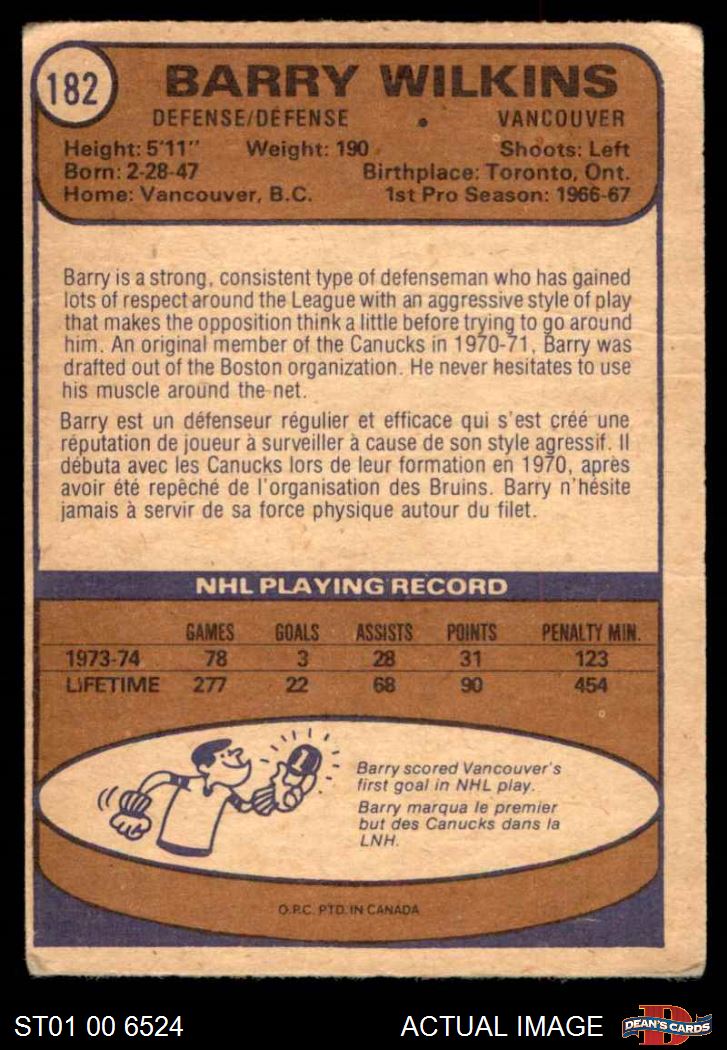 182
BARRY WILKINS
DEFENSE/DEFENSE • VANCOUVER
Height: 5'11" Weight: 190 Shoots: Left
Born: 2-28-47 Birthplace: Toronto, Ont.
Home: Vancouver, B.C. 1st Pro Season: 1966-67
Barry is a strong, consistent type of defenseman who has gained
lots of respect around the League with an aggressive style of play
that makes the opposition think a little before trying to go around
him. An original member of the Canucks in 1970-71, Barry was
drafted out of the Boston organization. He never hesitates to use
his muscle around the net.
Barry est un défenseur régulier et efficace qui s'est créé une
réputation de joueur à surveiller à cause de son style agressif. Il
débuta avec les Canucks lors de leur formation en 1970, après
avoir été repêché de l'organisation des Bruins. Barry n'hésite
jamais à servir de sa force physique autour du filet.
NHL PLAYING RECORD
GAMES GOALS ASSISTS POINTS PENALTY MIN.
1973-74 78 3 28 31 123
LIFETIME 277 22 68 90 454
1
Barry scored Vancouver's
first goal in NHL play.
Barry marqua le premier
but des Canucks dans la
LNH.
O.P.C. PTD. IN CANADA
ST01 00 6524 ACTUAL IMAGE
D
DEAN'S CARDS